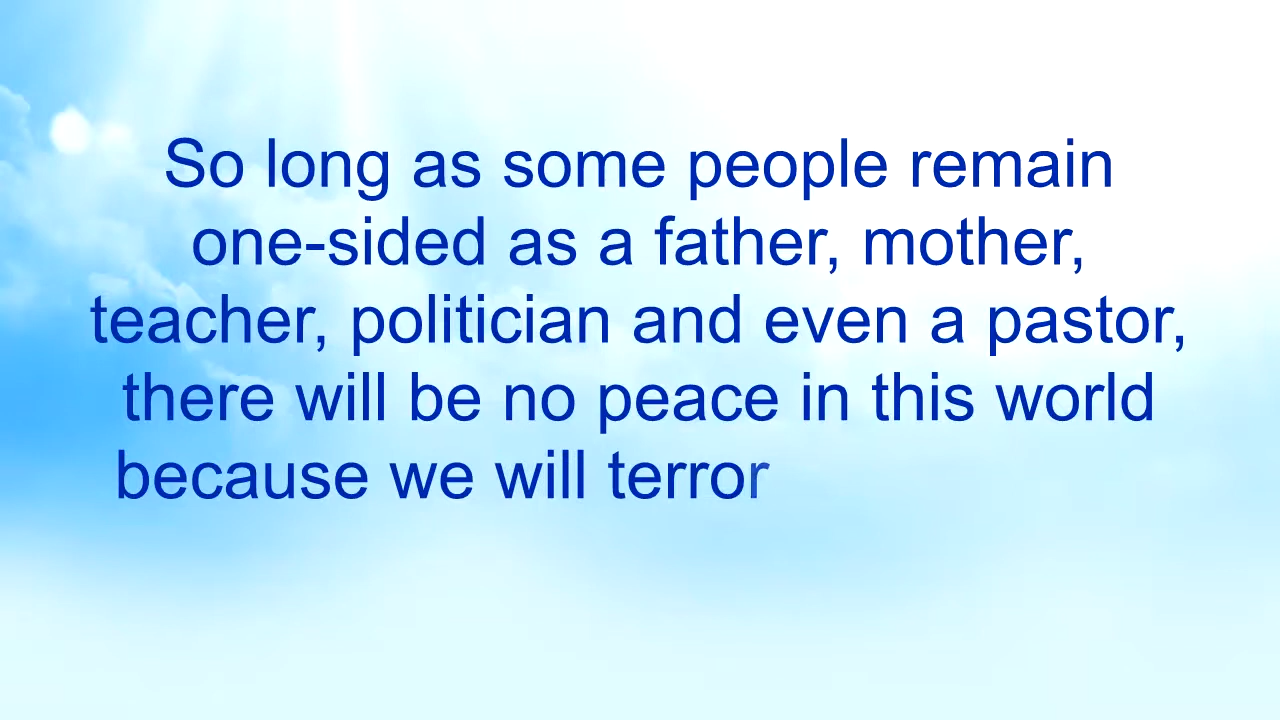 So long as some people remain
one-sided as a father, mother,
teacher, politician and even a pastor,
there will be no peace in this world
because we will terror